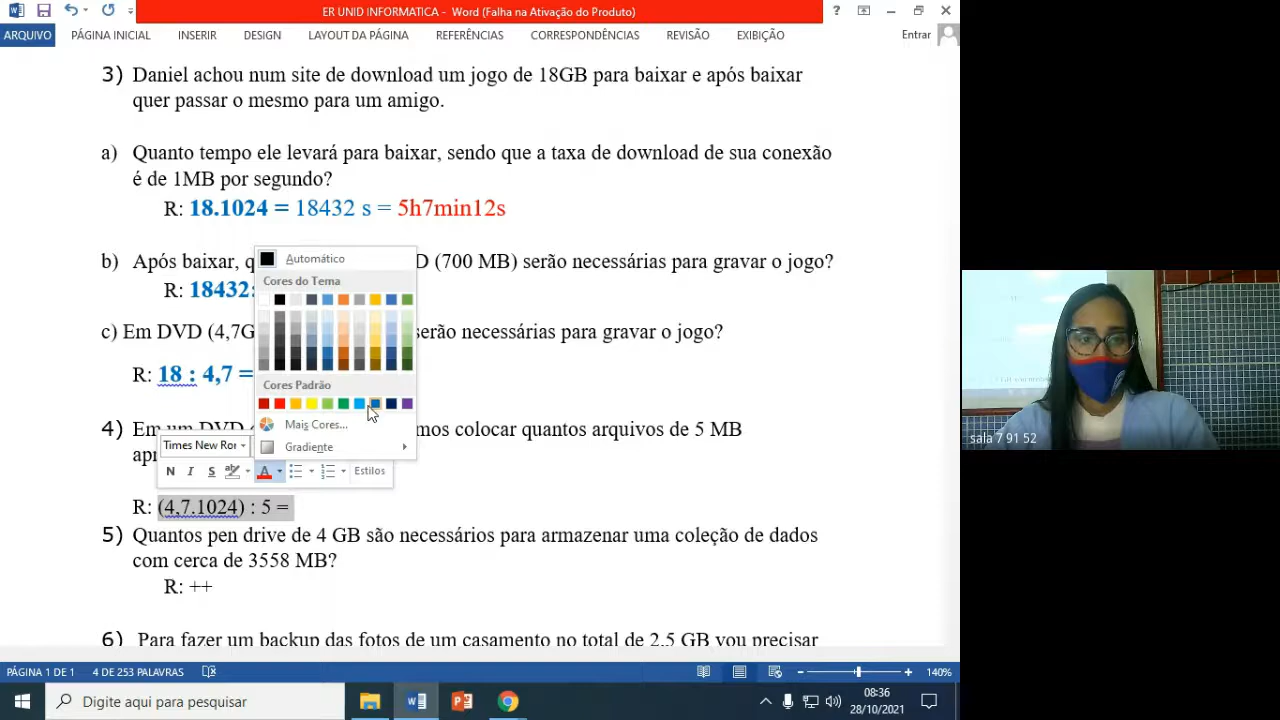 ER UNID INFORMATICA - Word (Falha na Ativação do Produto)
?
ARQUIVO PÁGINA INICIAL INSERIR DESIGN LAYOUT DA PÁGINA REFERÊNCIAS CORRESPONDÊNCIAS REVISÃO EXIBIÇÃO Entrar
3) Daniel achou num site de download um jogo de 18GB para baixar e após baixar
quer passar o mesmo para um amigo.
a) Quanto tempo ele levará para baixar, sendo que a taxa de download de sua conexão
é de 1MB por segundo?
R: 18.1024 = 18432 s = 5h7min12s
b) Após baixar, D (700 MB) serão necessárias para gravar o jogo?
R: 18432:
c) Em DVD (4,7G serão necessárias para gravar o jogo?
R: 18 : 4,7 =
4) Em um DVD mos colocar quantos arquivos de 5 MB
R: (4,7.1024) : 5 =
5) Quantos pen drive de 4 GB são necessários para armazenar uma coleção de dados
com cerca de 3558 MB?
R: ++
6) Para fazer um backup das fotos de um casamento no total de 2,5 GB vou precisar
Automático
Cores do Tema
Cores Padrão
Mais Cores...
Gradiente
Times New Ror
N I S ab A Estilos
sala 7 91 52
PÁGINA 1 DE 1 4 DE 253 PALAVRAS 140%
Digite aqui para pesquisar
08:36
28/10/2021